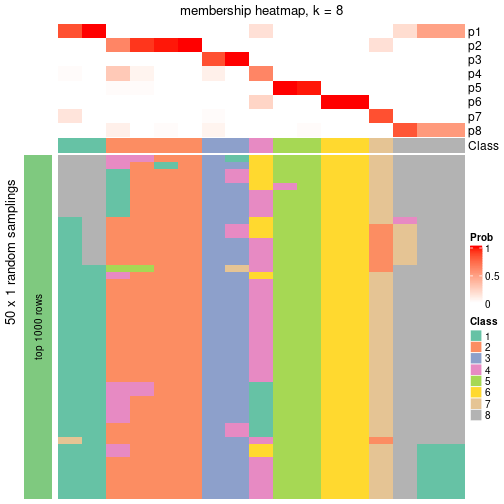 membership heatmap, k = 8
p1
p2
p3
p4
p5
p6
p7
p8
Class
50 x 1 random samplings
top 1000 rows
Prob
1
0.5
0
Class
1
2
3
4
5
6
7
8